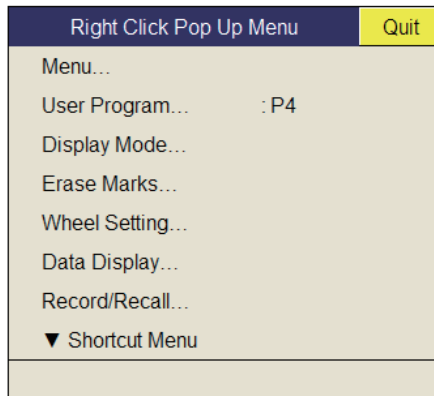 Right Click Pop Up Menu Quit
Menu...
User Program... : P4
Display Mode...
Erase Marks...
Wheel Setting...
Data Display...
Record/Recall...
▼ Shortcut Menu